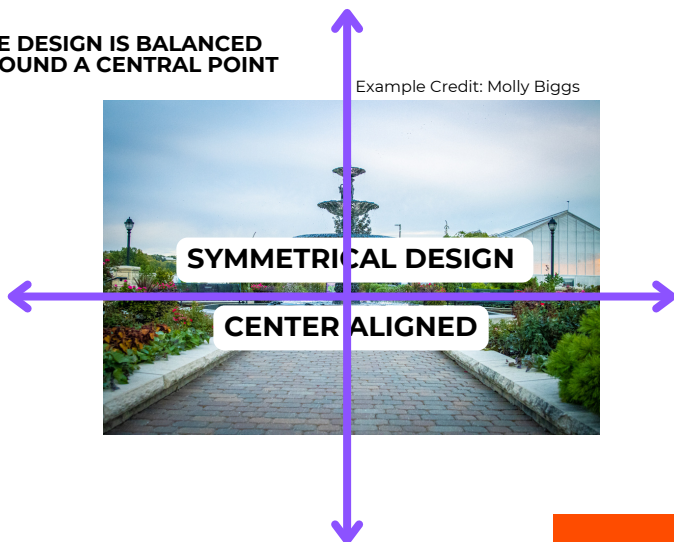 E DESIGN IS BALANCED
OUND A CENTRAL POINT
Example Credit: Molly Biggs
SYMMETRICAL DESIGN
CENTER ALIGNED